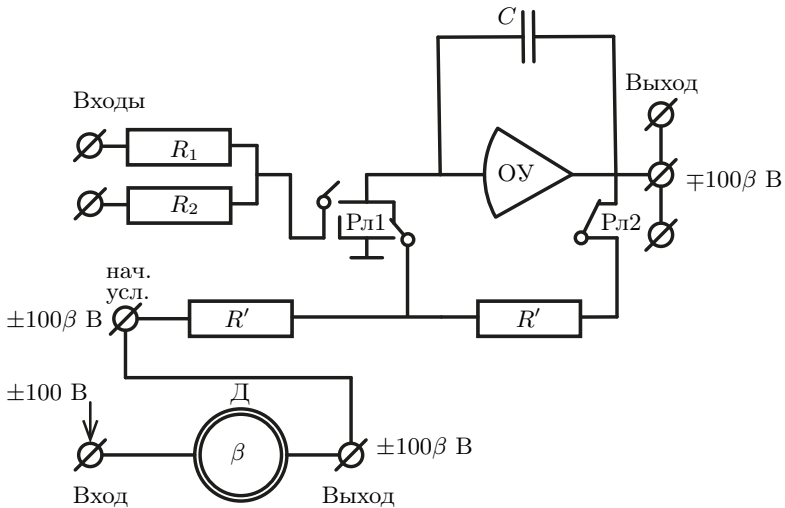 C
Выход
Входы
R₁
ОУ
∓100β В
R₂
Рл1
Рл2
нач.
усл.
±100β В
R′
R′
±100 В
Д
β
±100β В
Вход
Выход